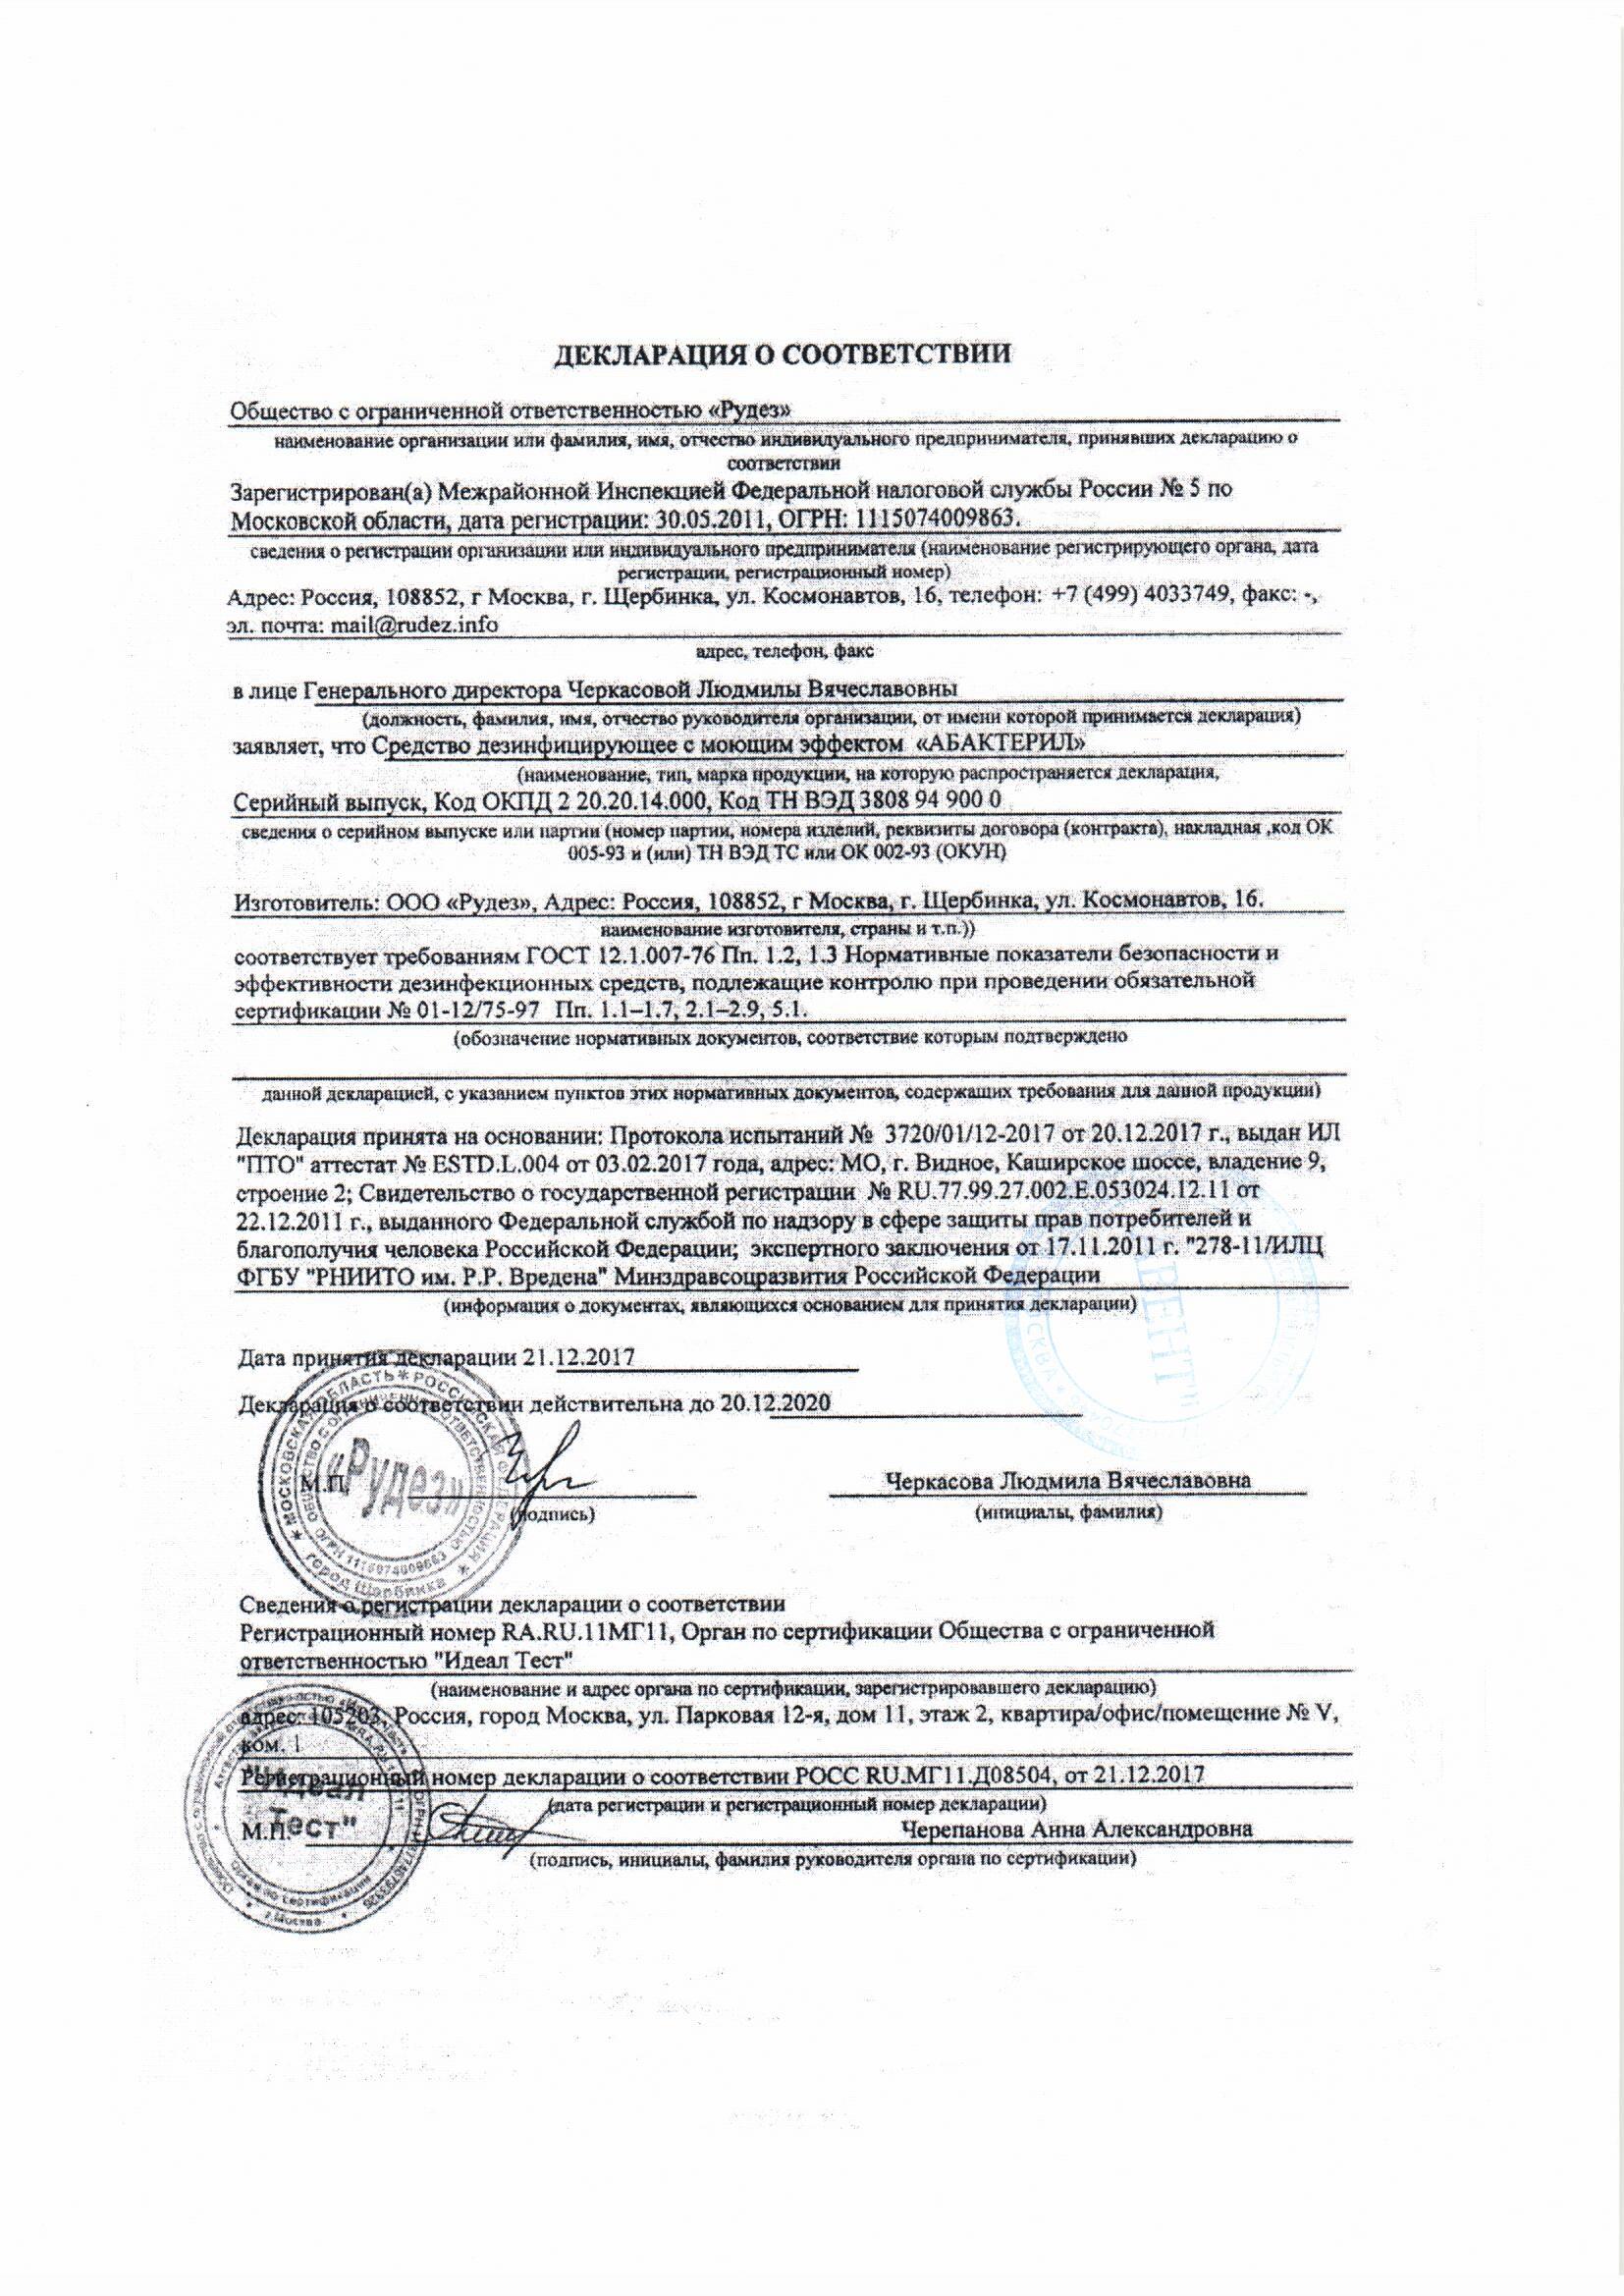 ДЕКЛАРАЦИЯ О СООТВЕТСТВИИ
Общество с ограниченной ответственностью «Рудез»
наименование организации или фамилия, имя, отчество индивидуального предпринимателя, принявших декларацию о
соответствии
Зарегистрирован(а) Межрайонной Инспекцией Федеральной налоговой службы России № 5 по
Московской области, дата регистрации: 30.05.2011, ОГРН: 1115074009863.
сведения о регистрации организации или индивидуального предпринимателя (наименование регистрирующего органа, дата
регистрации, регистрационный номер)
Адрес: Россия, 108852, г Москва, г. Щербинка, ул. Космонавтов, 16, телефон: +7 (499) 4033749, факс: -,
эл. почта: mail@rudez.info
адрес, телефон, факс
в лице Генерального директора Черкасовой Людмилы Вячеславовны
(должность, фамилия, имя, отчество руководителя организации, от имени которой принимается декларация)
заявляет, что Средство дезинфицирующее с моющим эффектом «АБАКТЕРИЛ»
(наименование, тип, марка продукции, на которую распространяется декларация,
Серийный выпуск, Код ОКПД 2 20.20.14.000, Код ТН ВЭД 3808 94 900 0
сведения о серийном выпуске или партии (номер партии, номера изделий, реквизиты договора (контракта), накладная ,код ОК
005-93 и (или) ТН ВЭД ТС или ОК 002-93 (ОКУН)
Изготовитель: ООО «Рудез», Адрес: Россия, 108852, г Москва, г. Щербинка, ул. Космонавтов, 16.
наименование изготовителя, страны и т.п.))
соответствует требованиям ГОСТ 12.1.007-76 Пп. 1.2, 1.3 Нормативные показатели безопасности и
эффективности дезинфекционных средств, подлежащие контролю при проведении обязательной
сертификации № 01-12/75-97 Пп. 1.1–1.7, 2.1–2.9, 5.1.
(обозначение нормативных документов, соответствие которым подтверждено
данной декларацией, с указанием пунктов этих нормативных документов, содержащих требования для данной продукции)
Декларация принята на основании: Протокола испытаний № 3720/01/12-2017 от 20.12.2017 г., выдан ИЛ
"ПТО" аттестат № ESTD.L.004 от 03.02.2017 года, адрес: МО, г. Видное, Каширское шоссе, владение 9,
строение 2; Свидетельство о государственной регистрации № RU.77.99.27.002.Е.053024.12.11 от
22.12.2011 г., выданного Федеральной службой по надзору в сфере защиты прав потребителей и
благополучия человека Российской Федерации; экспертного заключения от 17.11.2011 г. "278-11/ИЛЦ
ФГБУ "РНИИТО им. Р.Р. Вредена" Минздравсоцразвития Российской Федерации
(информация о документах, являющихся основанием для принятия декларации)
Дата принятия декларации 21.12.2017
Декларация о соответствии действительна до 20.12.2020
МОСКОВСКАЯ ОБЛАСТЬ * РОССИЙСКАЯ ФЕДЕРАЦИЯ *
ОБЩЕСТВО С ОГРАНИЧЕННОЙ ОТВЕТСТВЕННОСТЬЮ
«Рудез»
ОГРН 1115074009863
город Щербинка
М.П.
Черкасова Людмила Вячеславовна
(подпись)
(инициалы, фамилия)
Сведения о регистрации декларации о соответствии
Регистрационный номер RA.RU.11МГ11, Орган по сертификации Общества с ограниченной
ответственностью "Идеал Тест"
(наименование и адрес органа по сертификации, зарегистрировавшего декларацию)
адрес: 105203, Россия, город Москва, ул. Парковая 12-я, дом 11, этаж 2, квартира/офис/помещение № V,
ком. 1
Регистрационный номер декларации о соответствии РОСС RU.МГ11.Д08504, от 21.12.2017
(дата регистрации и регистрационный номер декларации)
М.П.
Черепанова Анна Александровна
(подпись, инициалы, фамилия руководителя органа по сертификации)
"Идеал
Тест"
орган по сертификации
г.Москва